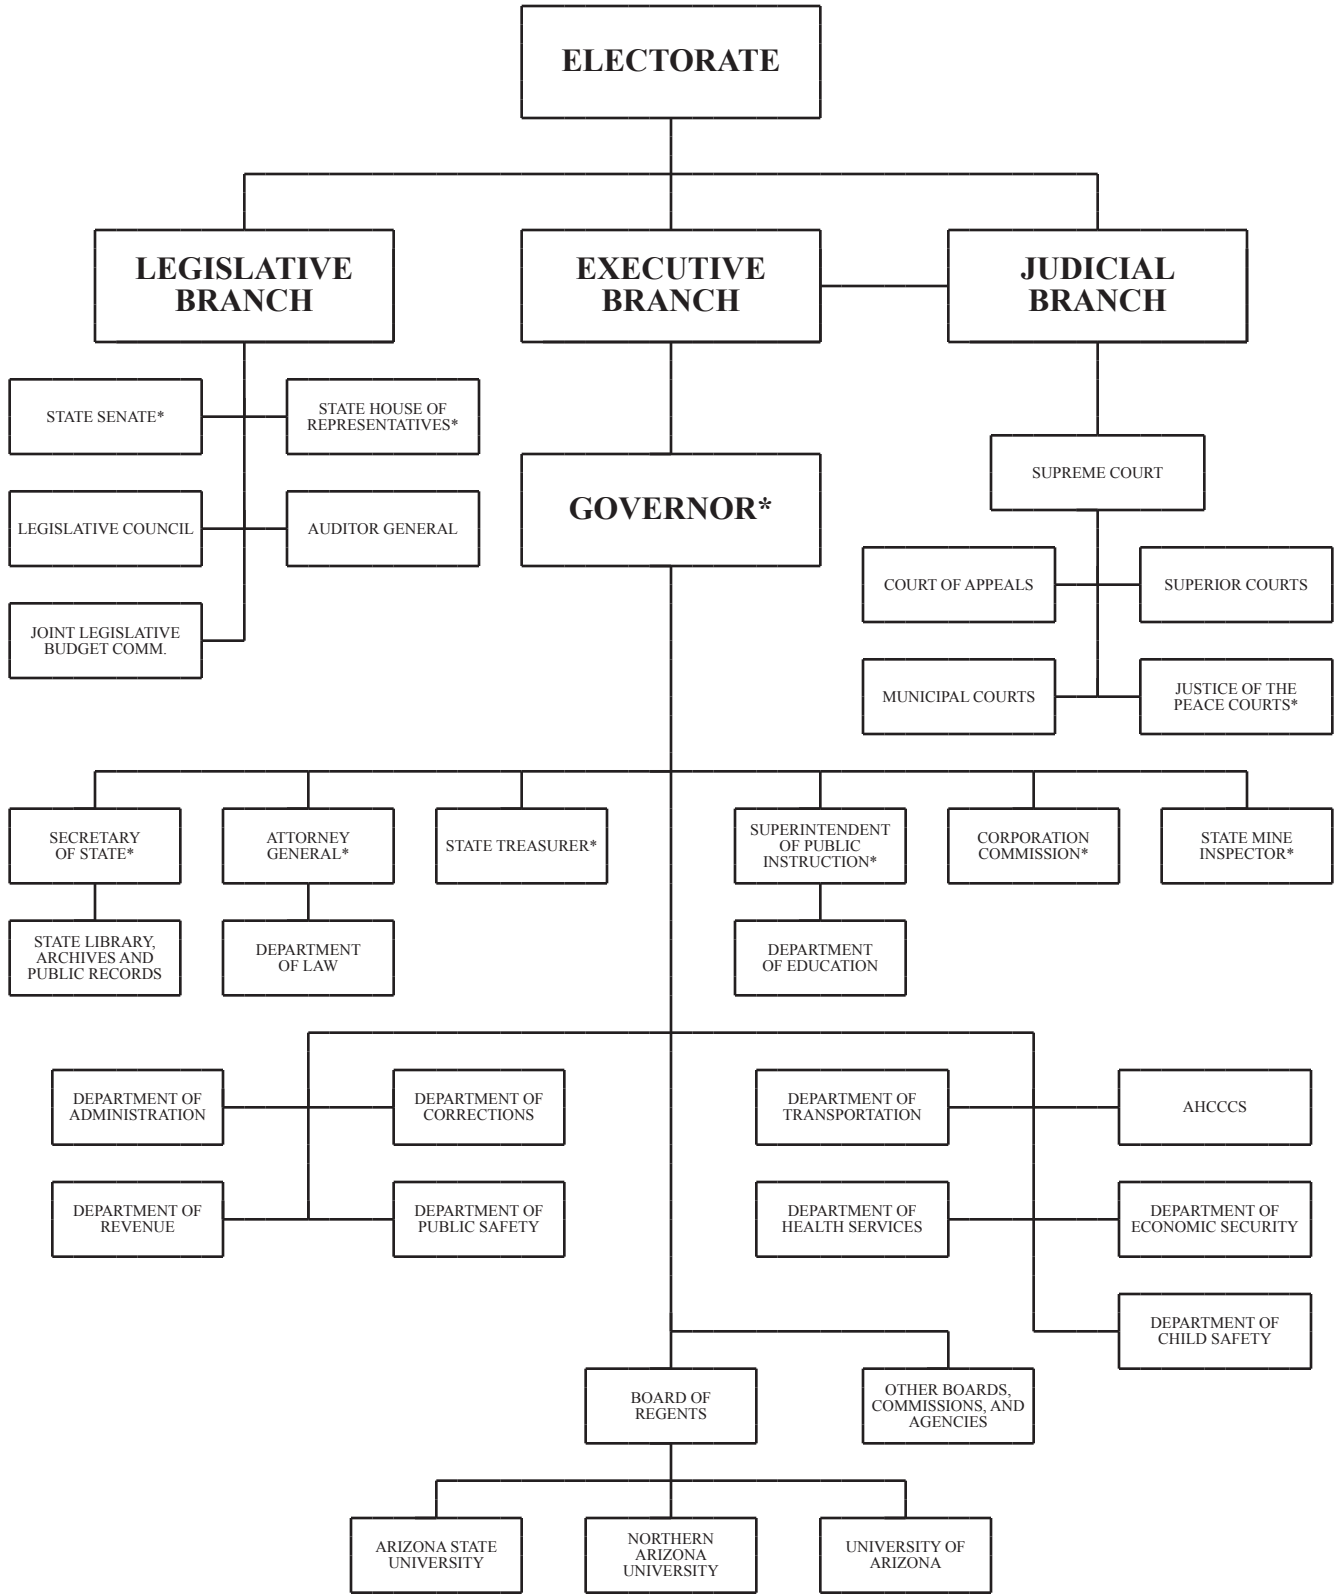 ELECTORATE
LEGISLATIVE
BRANCH
EXECUTIVE
BRANCH
JUDICIAL
BRANCH
STATE SENATE*
STATE HOUSE OF
REPRESENTATIVES*
LEGISLATIVE COUNCIL
AUDITOR GENERAL
JOINT LEGISLATIVE
BUDGET COMM.
GOVERNOR*
SUPREME COURT
COURT OF APPEALS
SUPERIOR COURTS
MUNICIPAL COURTS
JUSTICE OF THE
PEACE COURTS*
SECRETARY
OF STATE*
ATTORNEY
GENERAL*
STATE TREASURER*
SUPERINTENDENT
OF PUBLIC
INSTRUCTION*
CORPORATION
COMMISSION*
STATE MINE
INSPECTOR*
STATE LIBRARY,
ARCHIVES AND
PUBLIC RECORDS
DEPARTMENT
OF LAW
DEPARTMENT
OF EDUCATION
DEPARTMENT OF
ADMINISTRATION
DEPARTMENT OF
CORRECTIONS
DEPARTMENT OF
TRANSPORTATION
AHCCCS
DEPARTMENT OF
REVENUE
DEPARTMENT OF
PUBLIC SAFETY
DEPARTMENT OF
HEALTH SERVICES
DEPARTMENT OF
ECONOMIC SECURITY
DEPARTMENT OF
CHILD SAFETY
BOARD OF
REGENTS
OTHER BOARDS,
COMMISSIONS, AND
AGENCIES
ARIZONA STATE
UNIVERSITY
NORTHERN
ARIZONA
UNIVERSITY
UNIVERSITY OF
ARIZONA